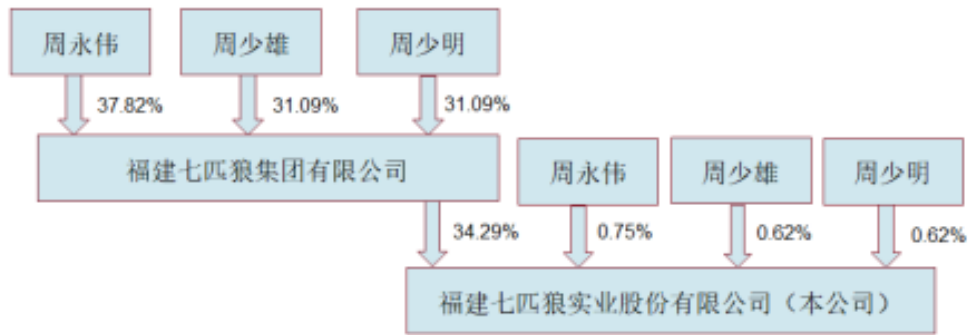 周永伟
周少雄
周少明
37.82%
31.09%
31.09%
福建七匹狼集团有限公司
周永伟
周少雄
周少明
34.29%
0.75%
0.62%
0.62%
福建七匹狼实业股份有限公司（本公司）